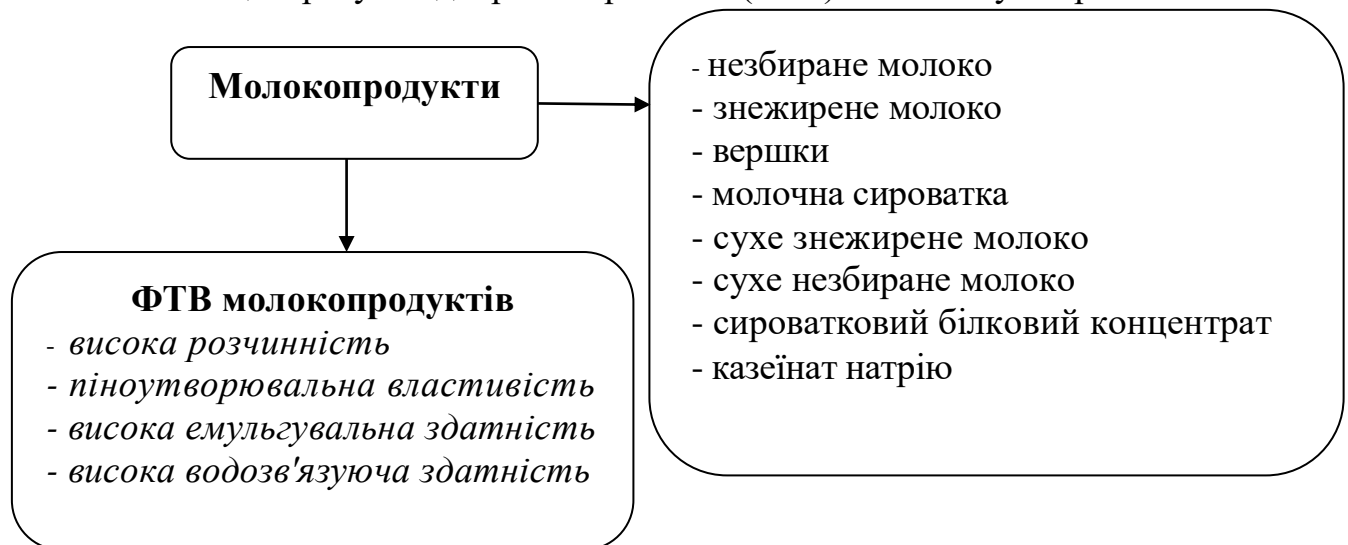 Молокопродукти
- незбиране молоко
- знежирене молоко
- вершки
- молочна сироватка
- сухе знежирене молоко
- сухе незбиране молоко
- сироватковий білковий концентрат
- казеїнат натрію
ФТВ молокопродуктів
- висока розчинність
- піноутворювальна властивість
- висока емульгувальна здатність
- висока водозв'язуюча здатність